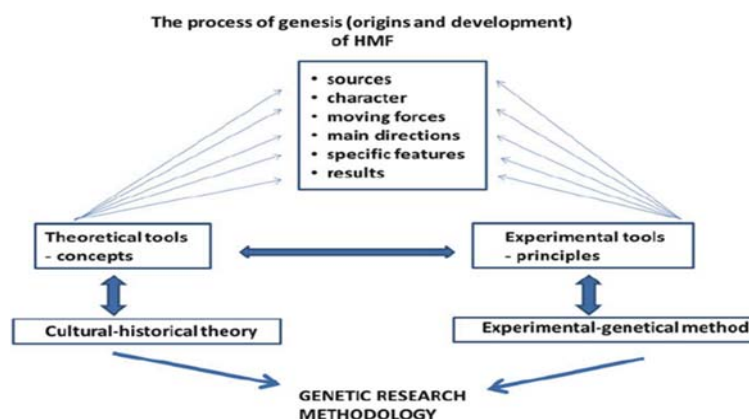 The process of genesis (origins and development)
of HMF
• sources
• character
• moving forces
• main directions
• specific features
• results
Theoretical tools
- concepts
Experimental tools
- principles
Cultural-historical theory
Experimental-genetical method
GENETIC RESEARCH
METHODOLOGY